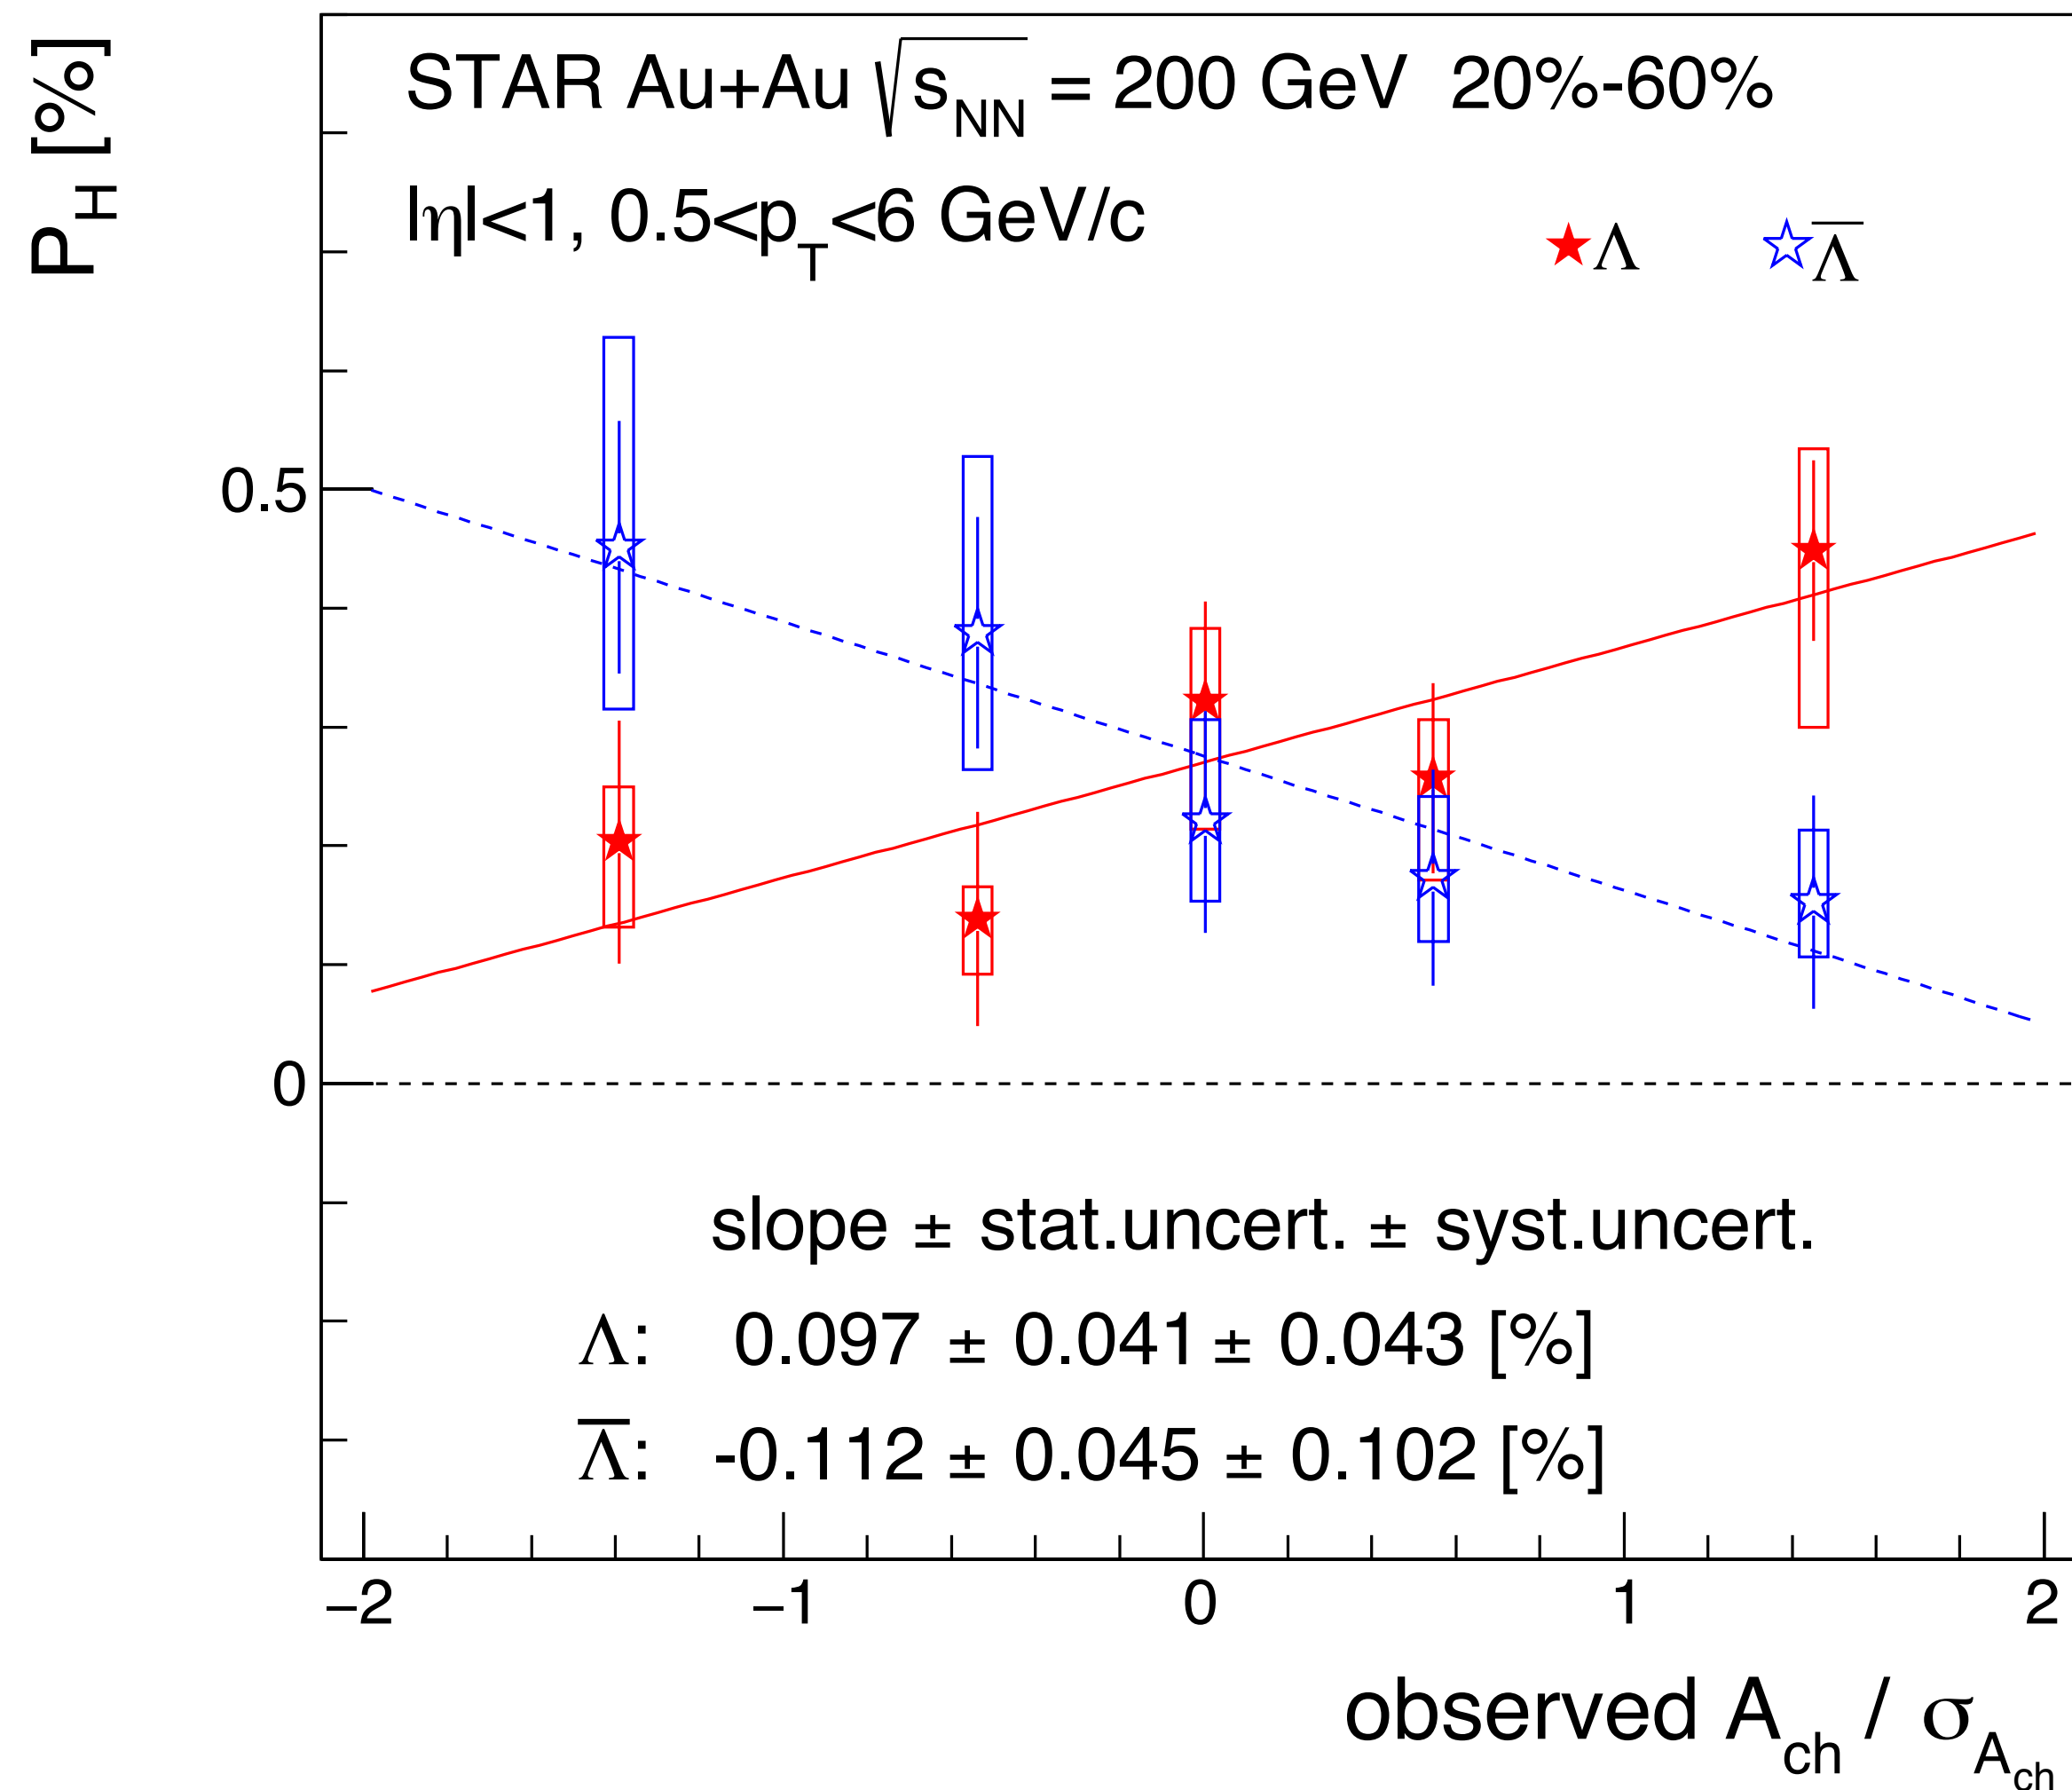 P_H [%]
STAR Au+Au √s_NN = 200 GeV 20%-60%
|η|<1, 0.5<p_T<6 GeV/c
Λ
Λ̅
0.5
0
slope ± stat.uncert. ± syst.uncert.
Λ: 0.097 ± 0.041 ± 0.043 [%]
Λ̅: -0.112 ± 0.045 ± 0.102 [%]
−2 −1 0 1 2
observed A_ch / σ_A_ch